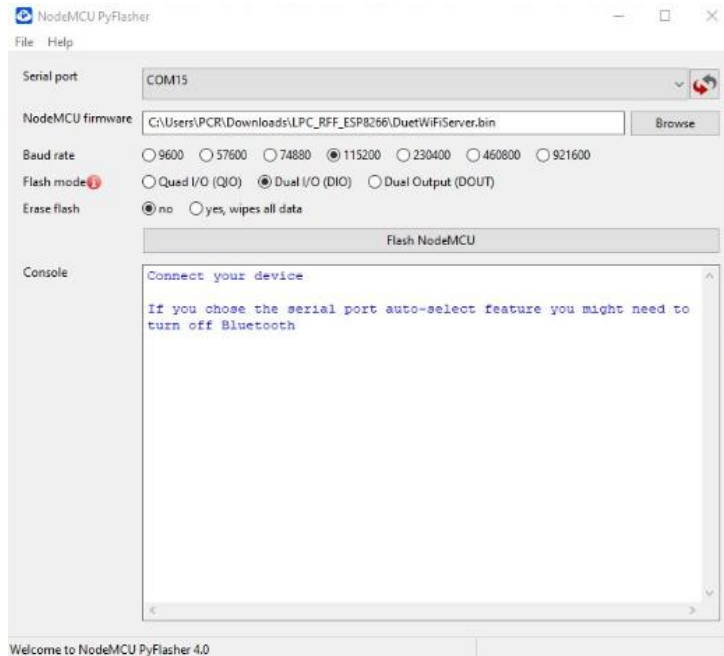 NodeMCU PyFlasher
File Help
Serial port
COM15
NodeMCU firmware
C:\Users\PCR\Downloads\LPC_RFF_ESP8266\DuetWiFiServer.bin
Browse
Baud rate
9600 57600 74880 115200 230400 460800 921600
Flash mode
Quad I/O (QIO) Dual I/O (DIO) Dual Output (DOUT)
Erase flash
no yes, wipes all data
Flash NodeMCU
Console
Connect your device
If you chose the serial port auto-select feature you might need to
turn off Bluetooth
Welcome to NodeMCU PyFlasher 4.0